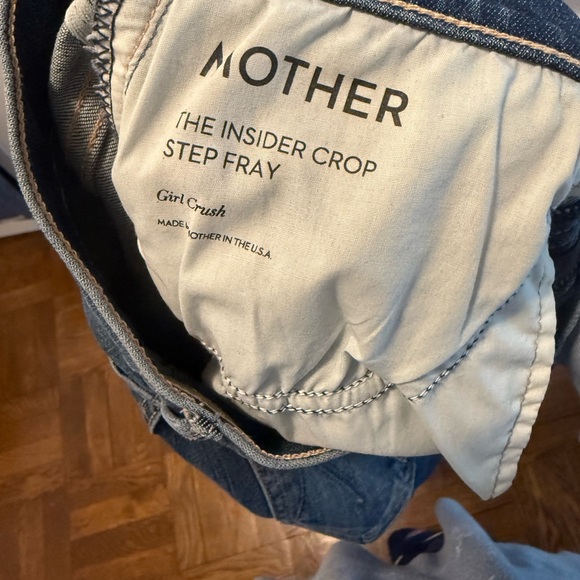 MOTHER
THE INSIDER CROP
STEP FRAY
Girl Crush
MADE MOTHER IN THE U.S.A.